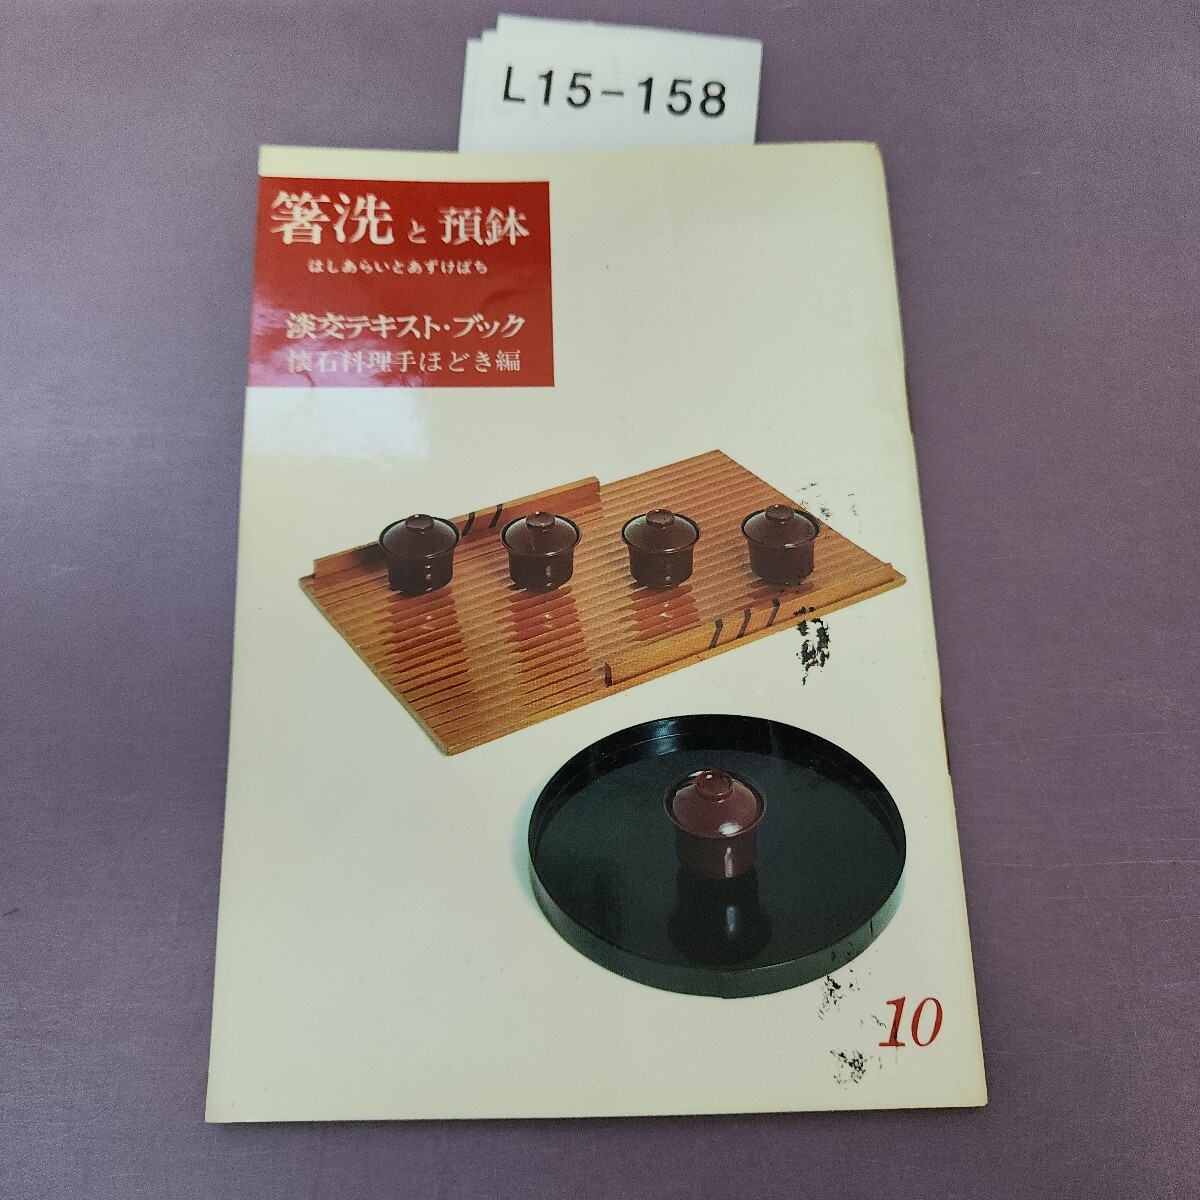 L15-158
箸洗と預鉢
はしあらいとあずけばち
淡交テキスト・ブック
懐石料理手ほどき編
10